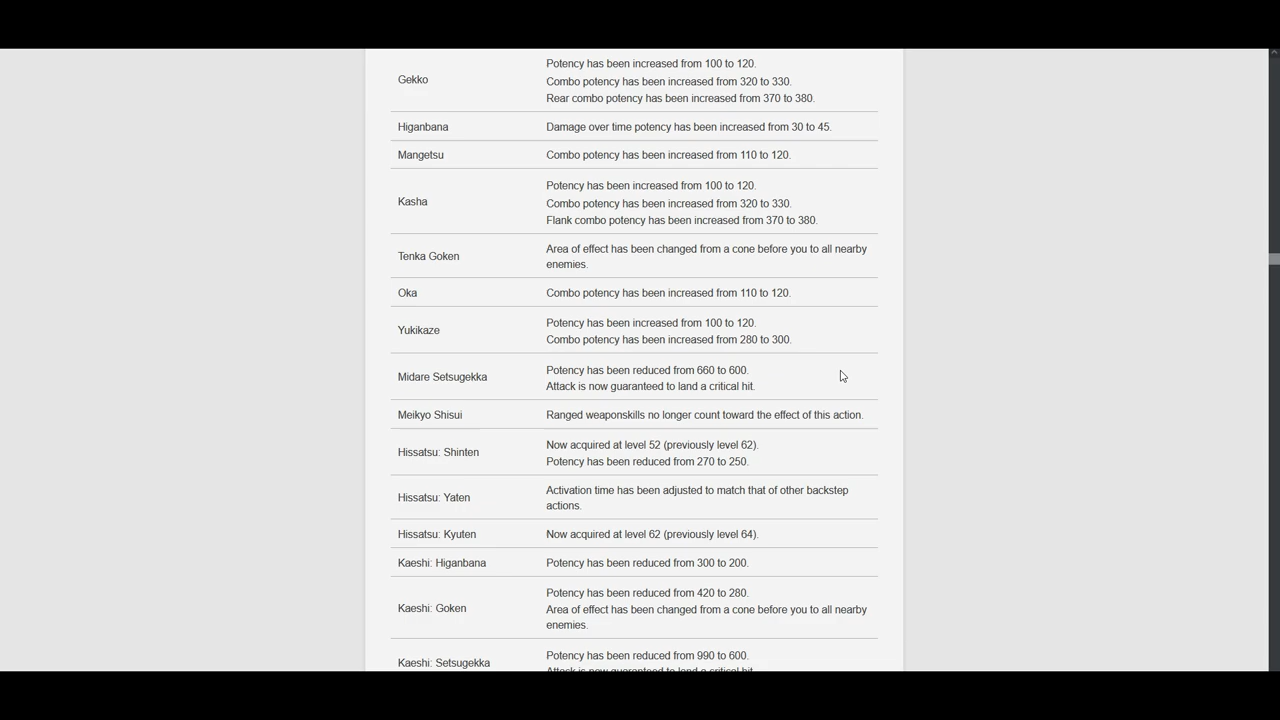 Gekko
Potency has been increased from 100 to 120.
Combo potency has been increased from 320 to 330.
Rear combo potency has been increased from 370 to 380.
Higanbana
Damage over time potency has been increased from 30 to 45.
Mangetsu
Combo potency has been increased from 110 to 120.
Kasha
Potency has been increased from 100 to 120.
Combo potency has been increased from 320 to 330.
Flank combo potency has been increased from 370 to 380.
Tenka Goken
Area of effect has been changed from a cone before you to all nearby
enemies.
Oka
Combo potency has been increased from 110 to 120.
Yukikaze
Potency has been increased from 100 to 120.
Combo potency has been increased from 280 to 300.
Midare Setsugekka
Potency has been reduced from 660 to 600.
Attack is now guaranteed to land a critical hit.
Meikyo Shisui
Ranged weaponskills no longer count toward the effect of this action.
Hissatsu: Shinten
Now acquired at level 52 (previously level 62).
Potency has been reduced from 270 to 250.
Hissatsu: Yaten
Activation time has been adjusted to match that of other backstep
actions.
Hissatsu: Kyuten
Now acquired at level 62 (previously level 64).
Kaeshi: Higanbana
Potency has been reduced from 300 to 200.
Kaeshi: Goken
Potency has been reduced from 420 to 280.
Area of effect has been changed from a cone before you to all nearby
enemies.
Kaeshi: Setsugekka
Potency has been reduced from 990 to 600.
Attack is now guaranteed to land a critical hit.